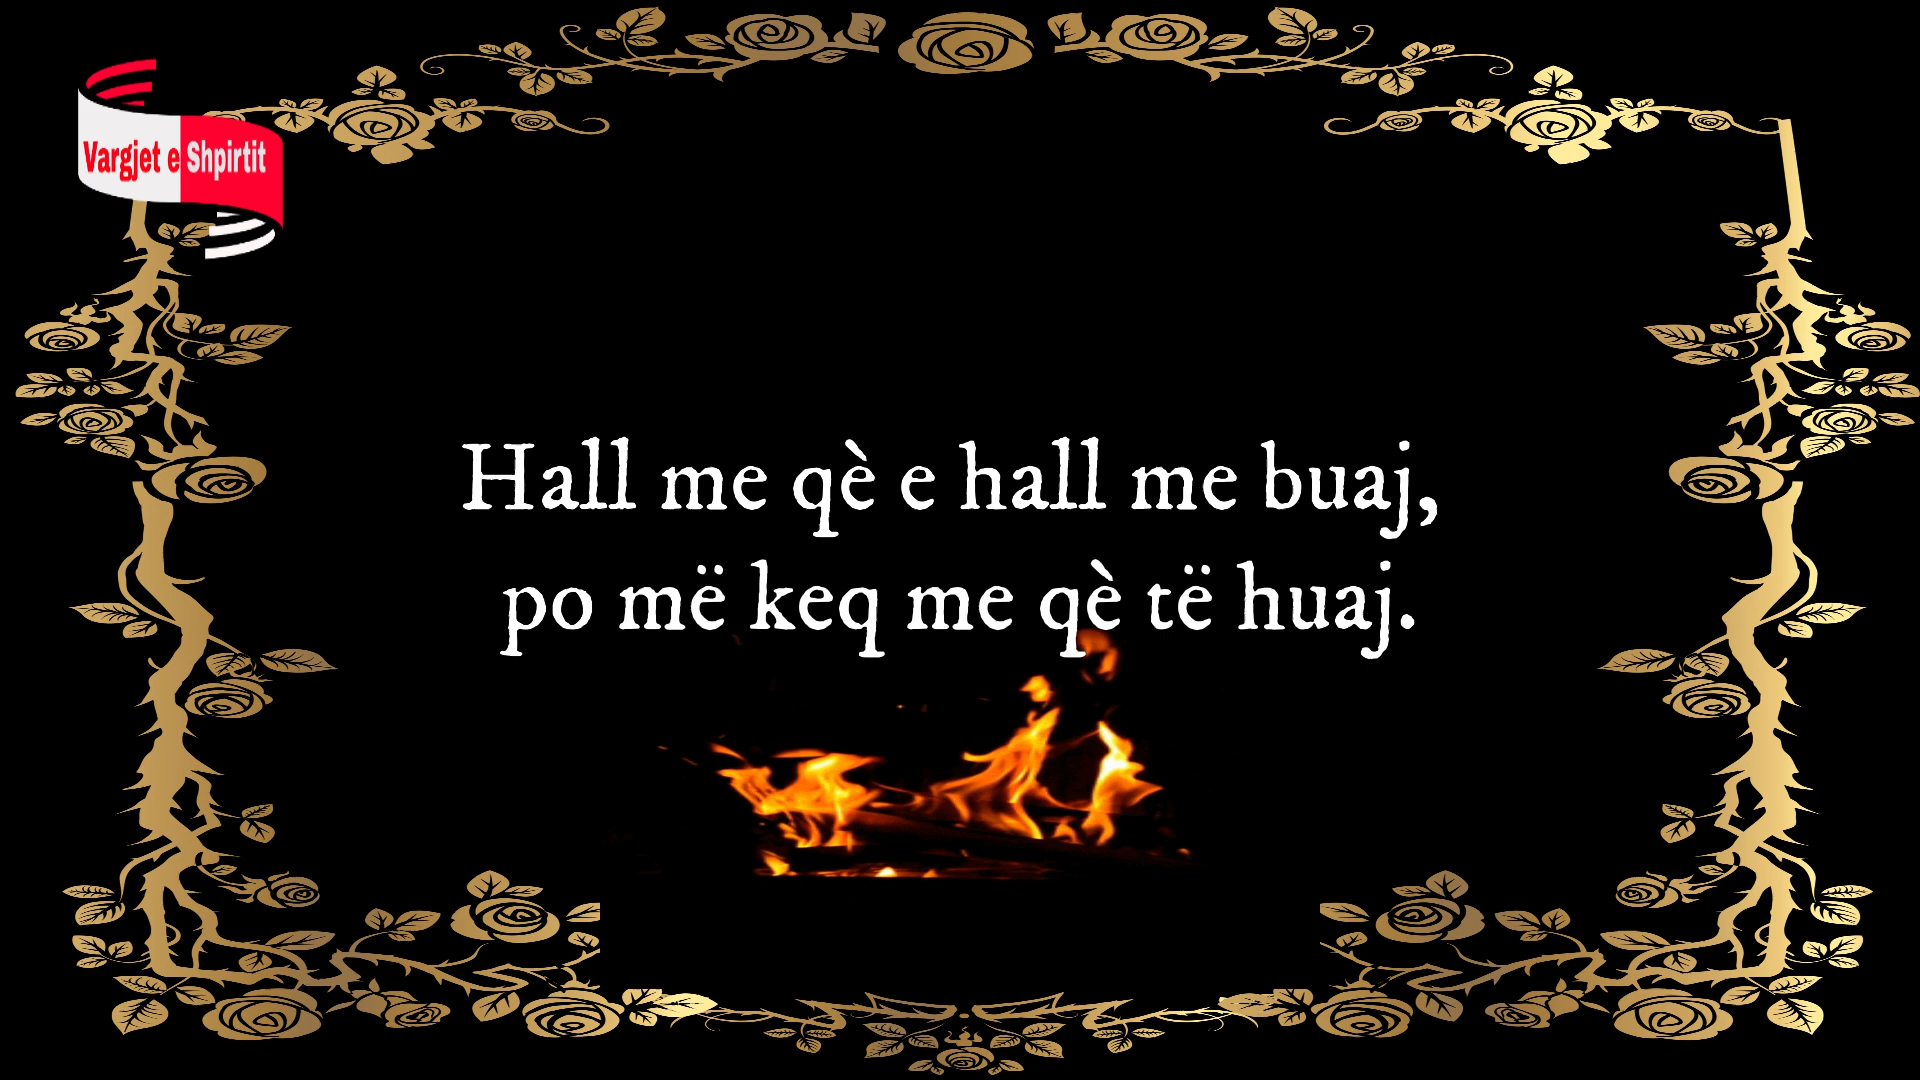 Vargjet e Shpirtit
Hall me qè e hall me buaj,
po më keq me qè të huaj.